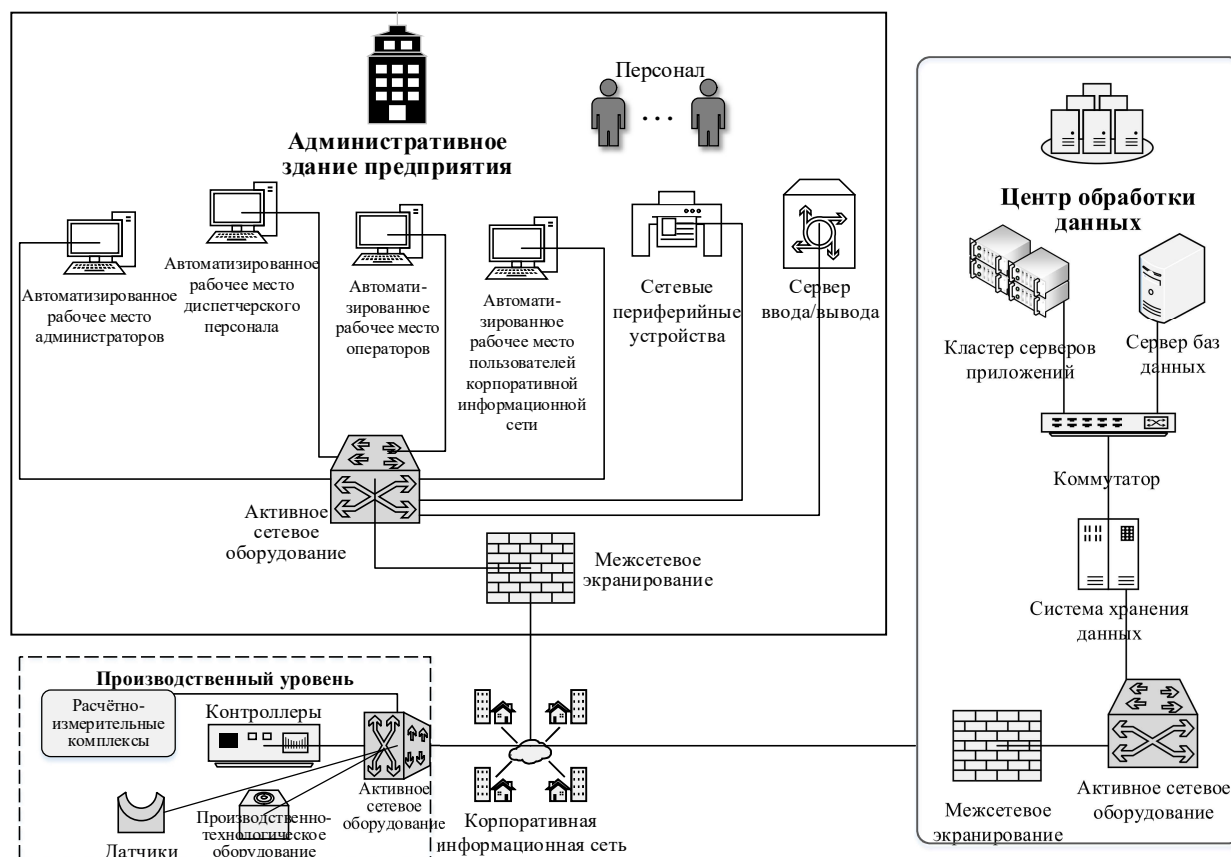 Персонал
Административное
здание предприятия
Автоматизированное
рабочее место
администраторов
Автоматизированное
рабочее место
диспетчерского
персонала
Автомати-
зированное
рабочее место
операторов
Автомати-
зированное
рабочее место
пользователей
корпоративной
информационной
сети
Сетевые
периферийные
устройства
Сервер
ввода/вывода
Активное
сетевое
оборудование
Межсетевое
экранирование
Центр обработки
данных
Кластер серверов
приложений
Сервер баз
данных
Коммутатор
Система хранения
данных
Межсетевое
экранирование
Активное сетевое
оборудование
Производственный уровень
Расчётно-
измерительные
комплексы
Контроллеры
Датчики
Производственно-
технологическое
оборудование
Активное
сетевое
оборудование
Корпоративная
информационная сеть